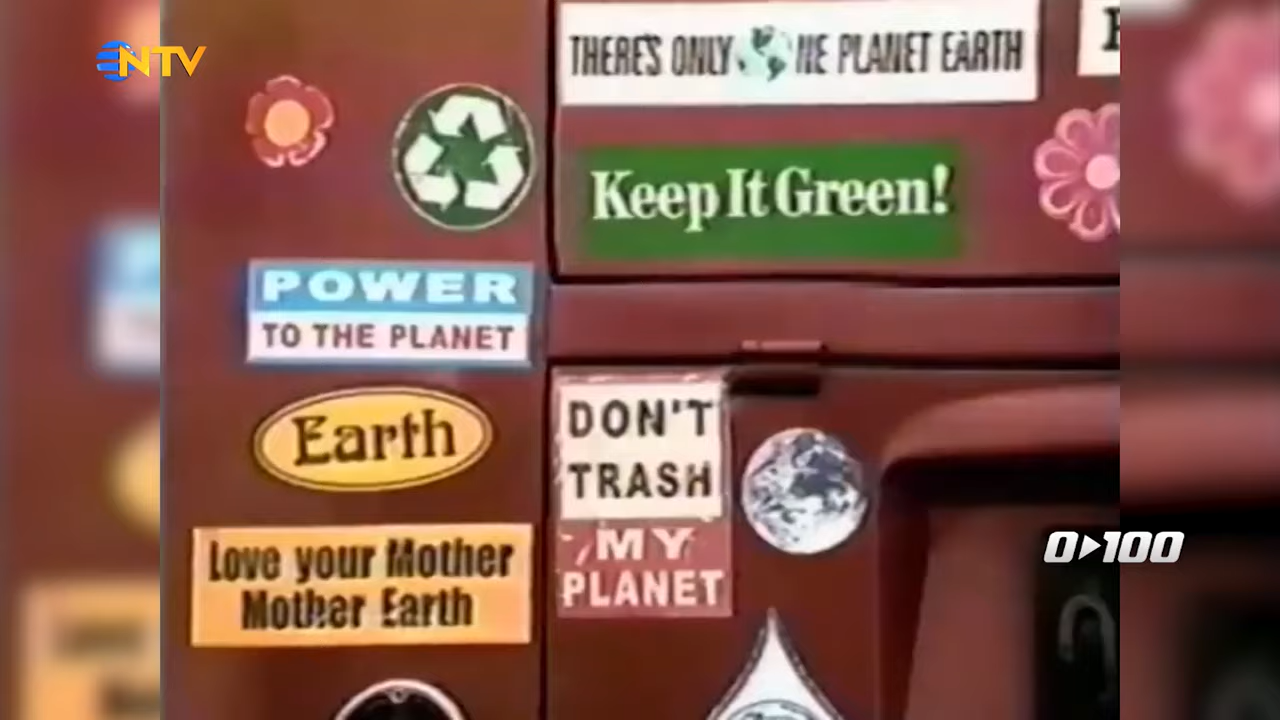 NTV
THERE'S ONLY ONE PLANET EARTH
Keep It Green!
POWER
TO THE PLANET
Earth
DON'T
TRASH
MY
PLANET
Love your Mother
Mother Earth
0 100